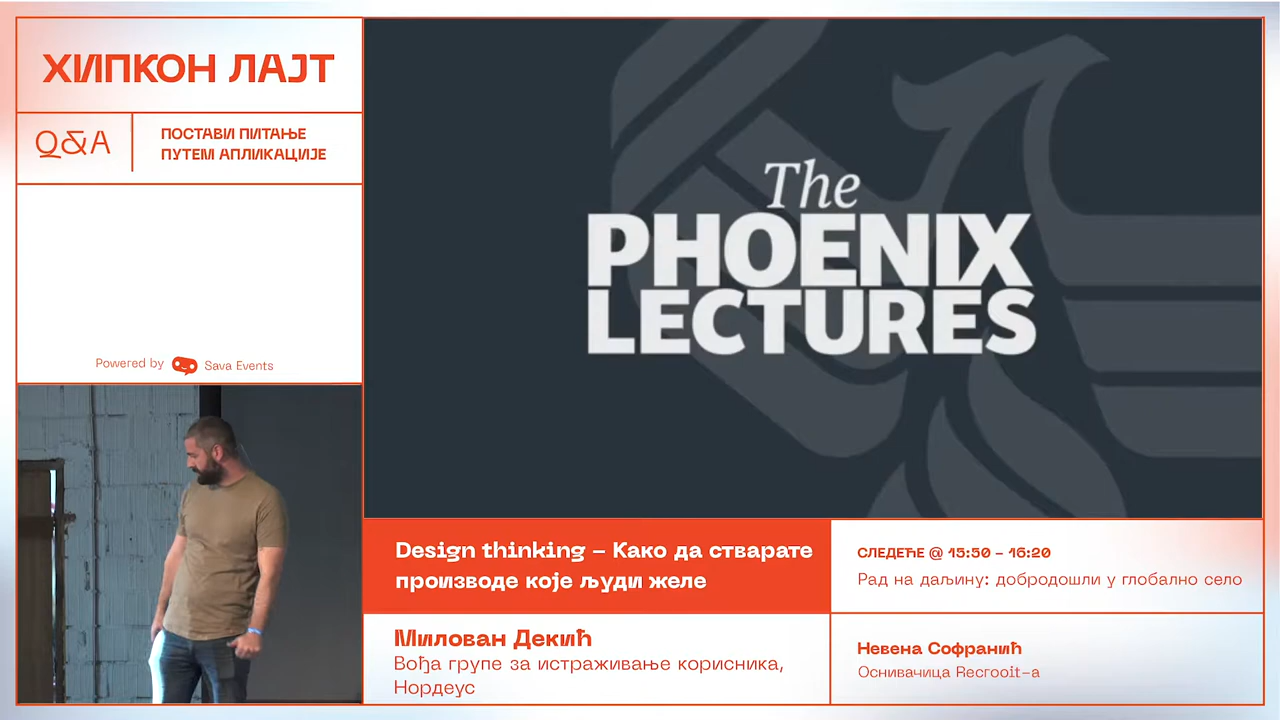 ХИПКОН ЛАЈТ
Q&A
ПОСТАВИ ПИТАЊЕ
ПУТЕМ АПЛИКАЦИЈЕ
Powered by Sava Events
The
PHOENIX
LECTURES
Design thinking – Како да стварате
производе које људи желе
Милован Декић
Вођа групе за истраживање корисника,
Нордеус
СЛЕДЕЋЕ @ 15:50 – 16:20
Рад на даљину: добродошли у глобално село
Невена Софранић
Оснивачица Recrooit-а